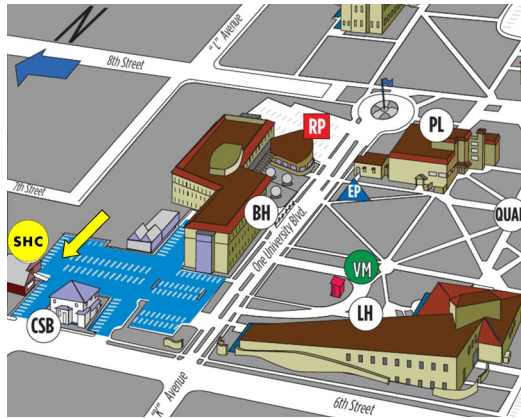 N
"L" Avenue
8th Street
RP
PL
7th Street
EP
BH
QUAD
SHC
One University Blvd.
VM
LH
CSB
"K" Avenue
6th Street